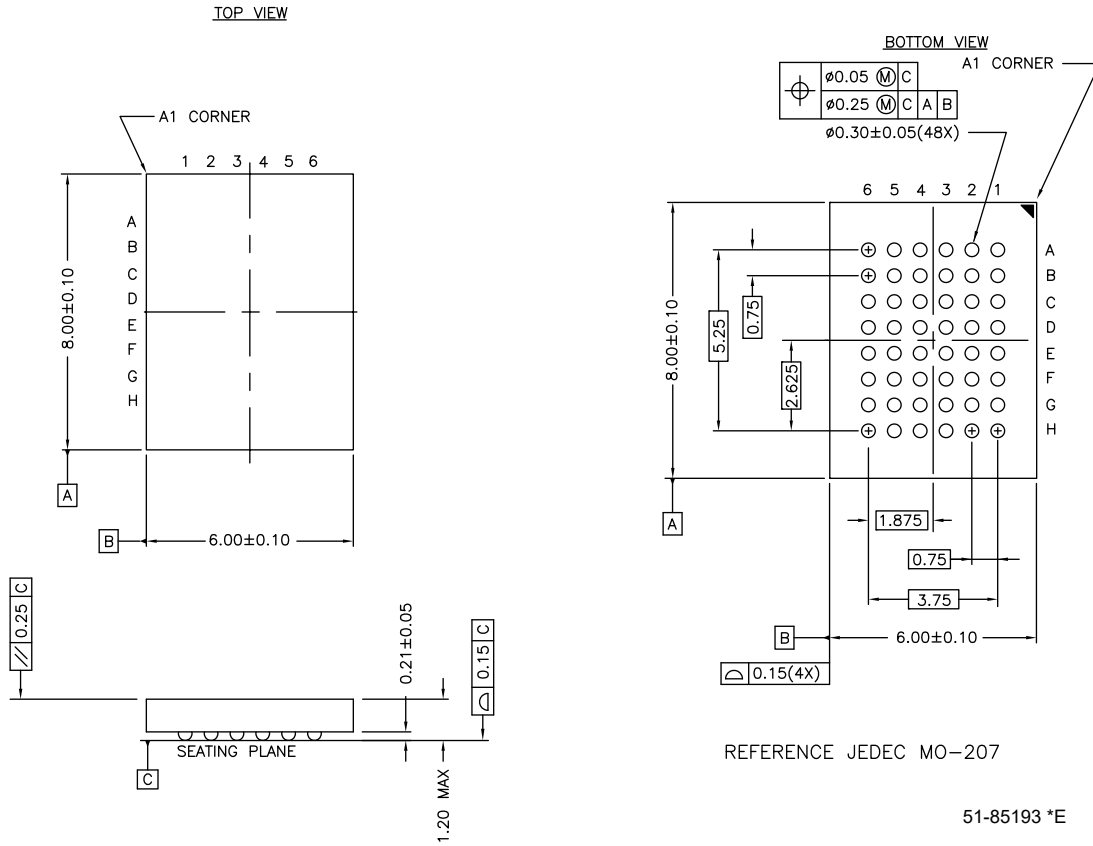 TOP VIEW
A1 CORNER
1 2 3 4 5 6
A
B
C
D
E
F
G
H
8.00±0.10
A
B
6.00±0.10
// 0.25 C
0.21±0.05
⌓ 0.15 C
SEATING PLANE
C
1.20 MAX
BOTTOM VIEW
A1 CORNER
⌖ ø0.05 Ⓜ C
ø0.25 Ⓜ C A B
ø0.30±0.05(48X)
6 5 4 3 2 1
A
B
C
D
E
F
G
H
8.00±0.10
5.25
0.75
2.625
A
1.875
0.75
3.75
B
6.00±0.10
⌓ 0.15(4X)
REFERENCE JEDEC MO-207
51-85193 *E